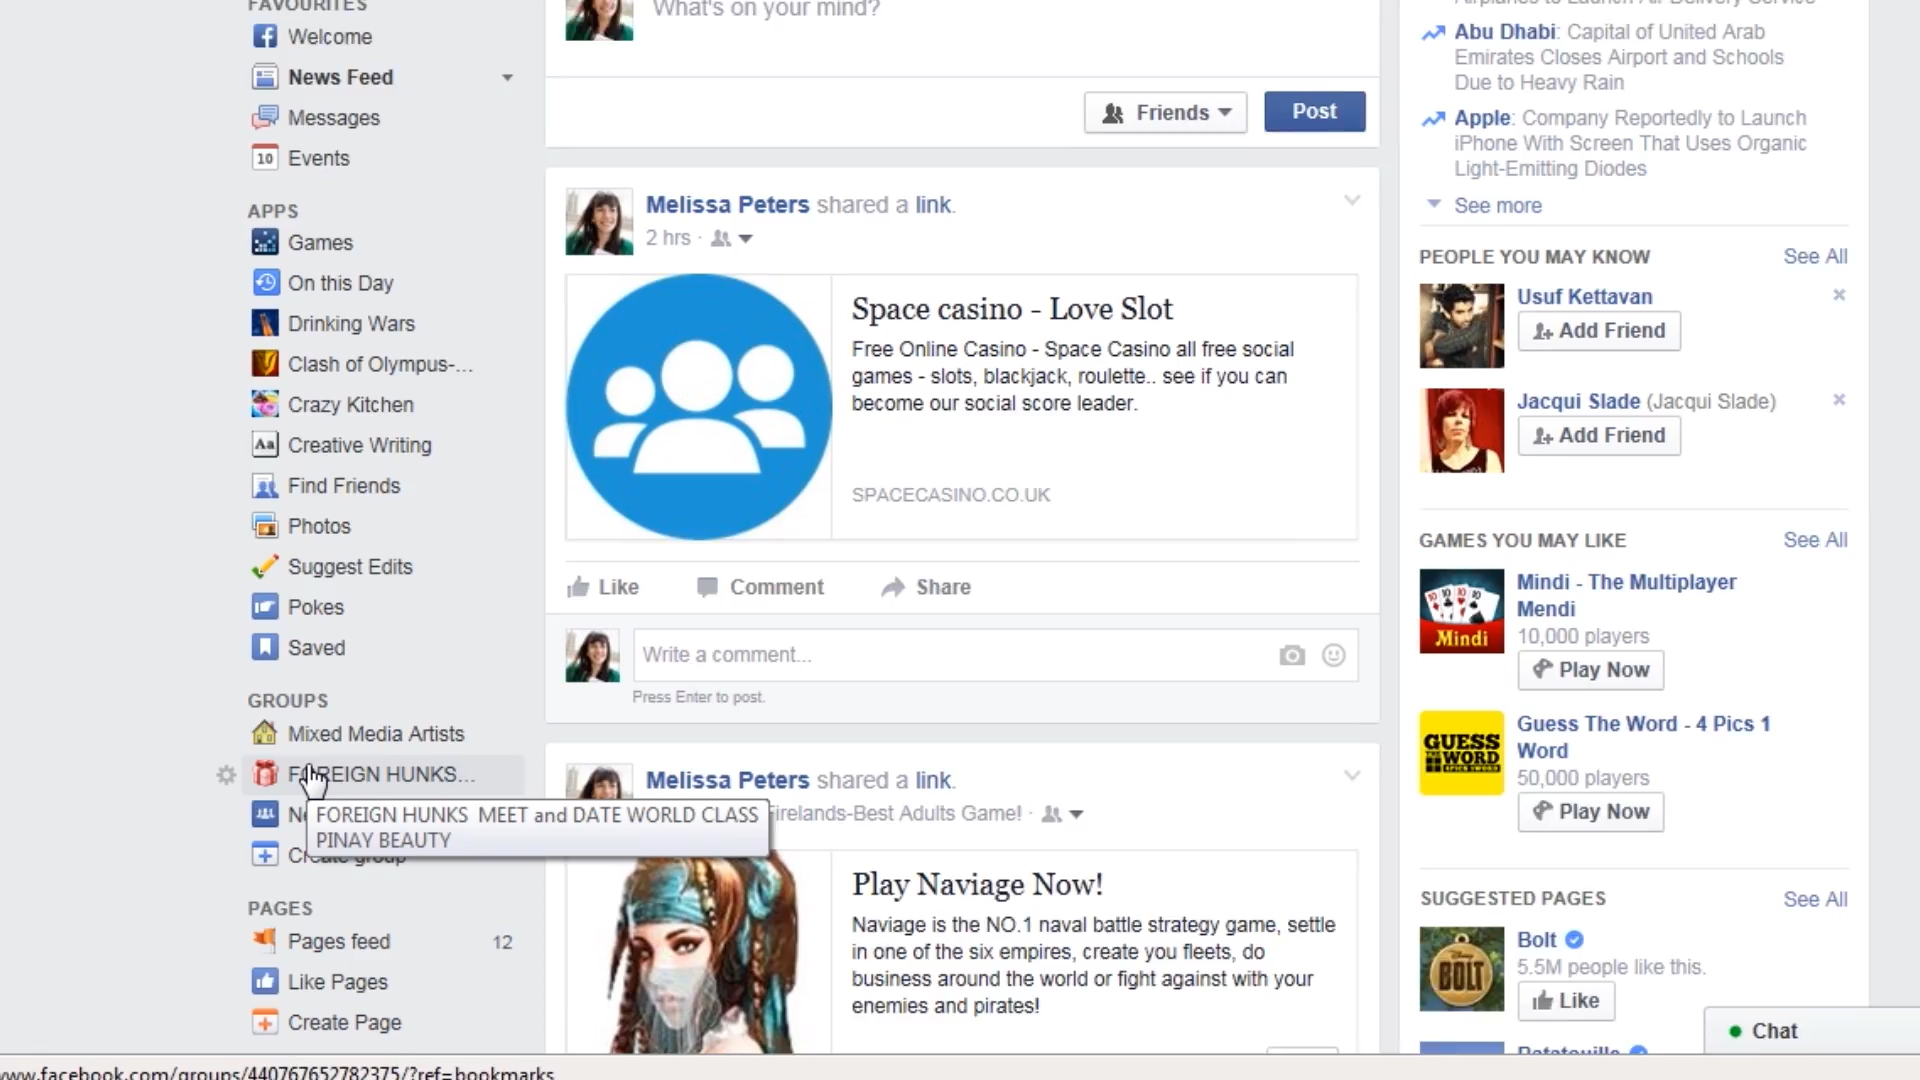 FAVOURITES
Welcome
News Feed
Messages
10 Events
APPS
Games
On this Day
Drinking Wars
Clash of Olympus-...
Crazy Kitchen
Aa Creative Writing
Find Friends
Photos
Suggest Edits
Pokes
Saved
GROUPS
Mixed Media Artists
FOREIGN HUNKS...
FOREIGN HUNKS MEET and DATE WORLD CLASS
PINAY BEAUTY
Create group
PAGES
Pages feed 12
Like Pages
Create Page
www.facebook.com/groups/440767652782375/?ref=bookmarks
What's on your mind?
Friends Post
Melissa Peters shared a link.
2 hrs ·
Space casino - Love Slot
Free Online Casino - Space Casino all free social
games - slots, blackjack, roulette.. see if you can
become our social score leader.
SPACECASINO.CO.UK
Like Comment Share
Write a comment...
Press Enter to post.
Melissa Peters shared a link.
Firelands-Best Adults Game! ·
Play Naviage Now!
Naviage is the NO.1 naval battle strategy game, settle
in one of the six empires, create you fleets, do
business around the world or fight against with your
enemies and pirates!
Airplanes to Launch Air Delivery Service
Abu Dhabi: Capital of United Arab
Emirates Closes Airport and Schools
Due to Heavy Rain
Apple: Company Reportedly to Launch
iPhone With Screen That Uses Organic
Light-Emitting Diodes
See more
PEOPLE YOU MAY KNOW See All
Usuf Kettavan
Add Friend
Jacqui Slade (Jacqui Slade)
Add Friend
GAMES YOU MAY LIKE See All
Mindi
Mindi - The Multiplayer
Mendi
10,000 players
Play Now
GUESS
THE WORD
Guess The Word - 4 Pics 1
Word
50,000 players
Play Now
SUGGESTED PAGES See All
BOLT
Bolt
5.5M people like this.
Like
Ratatouille
Chat